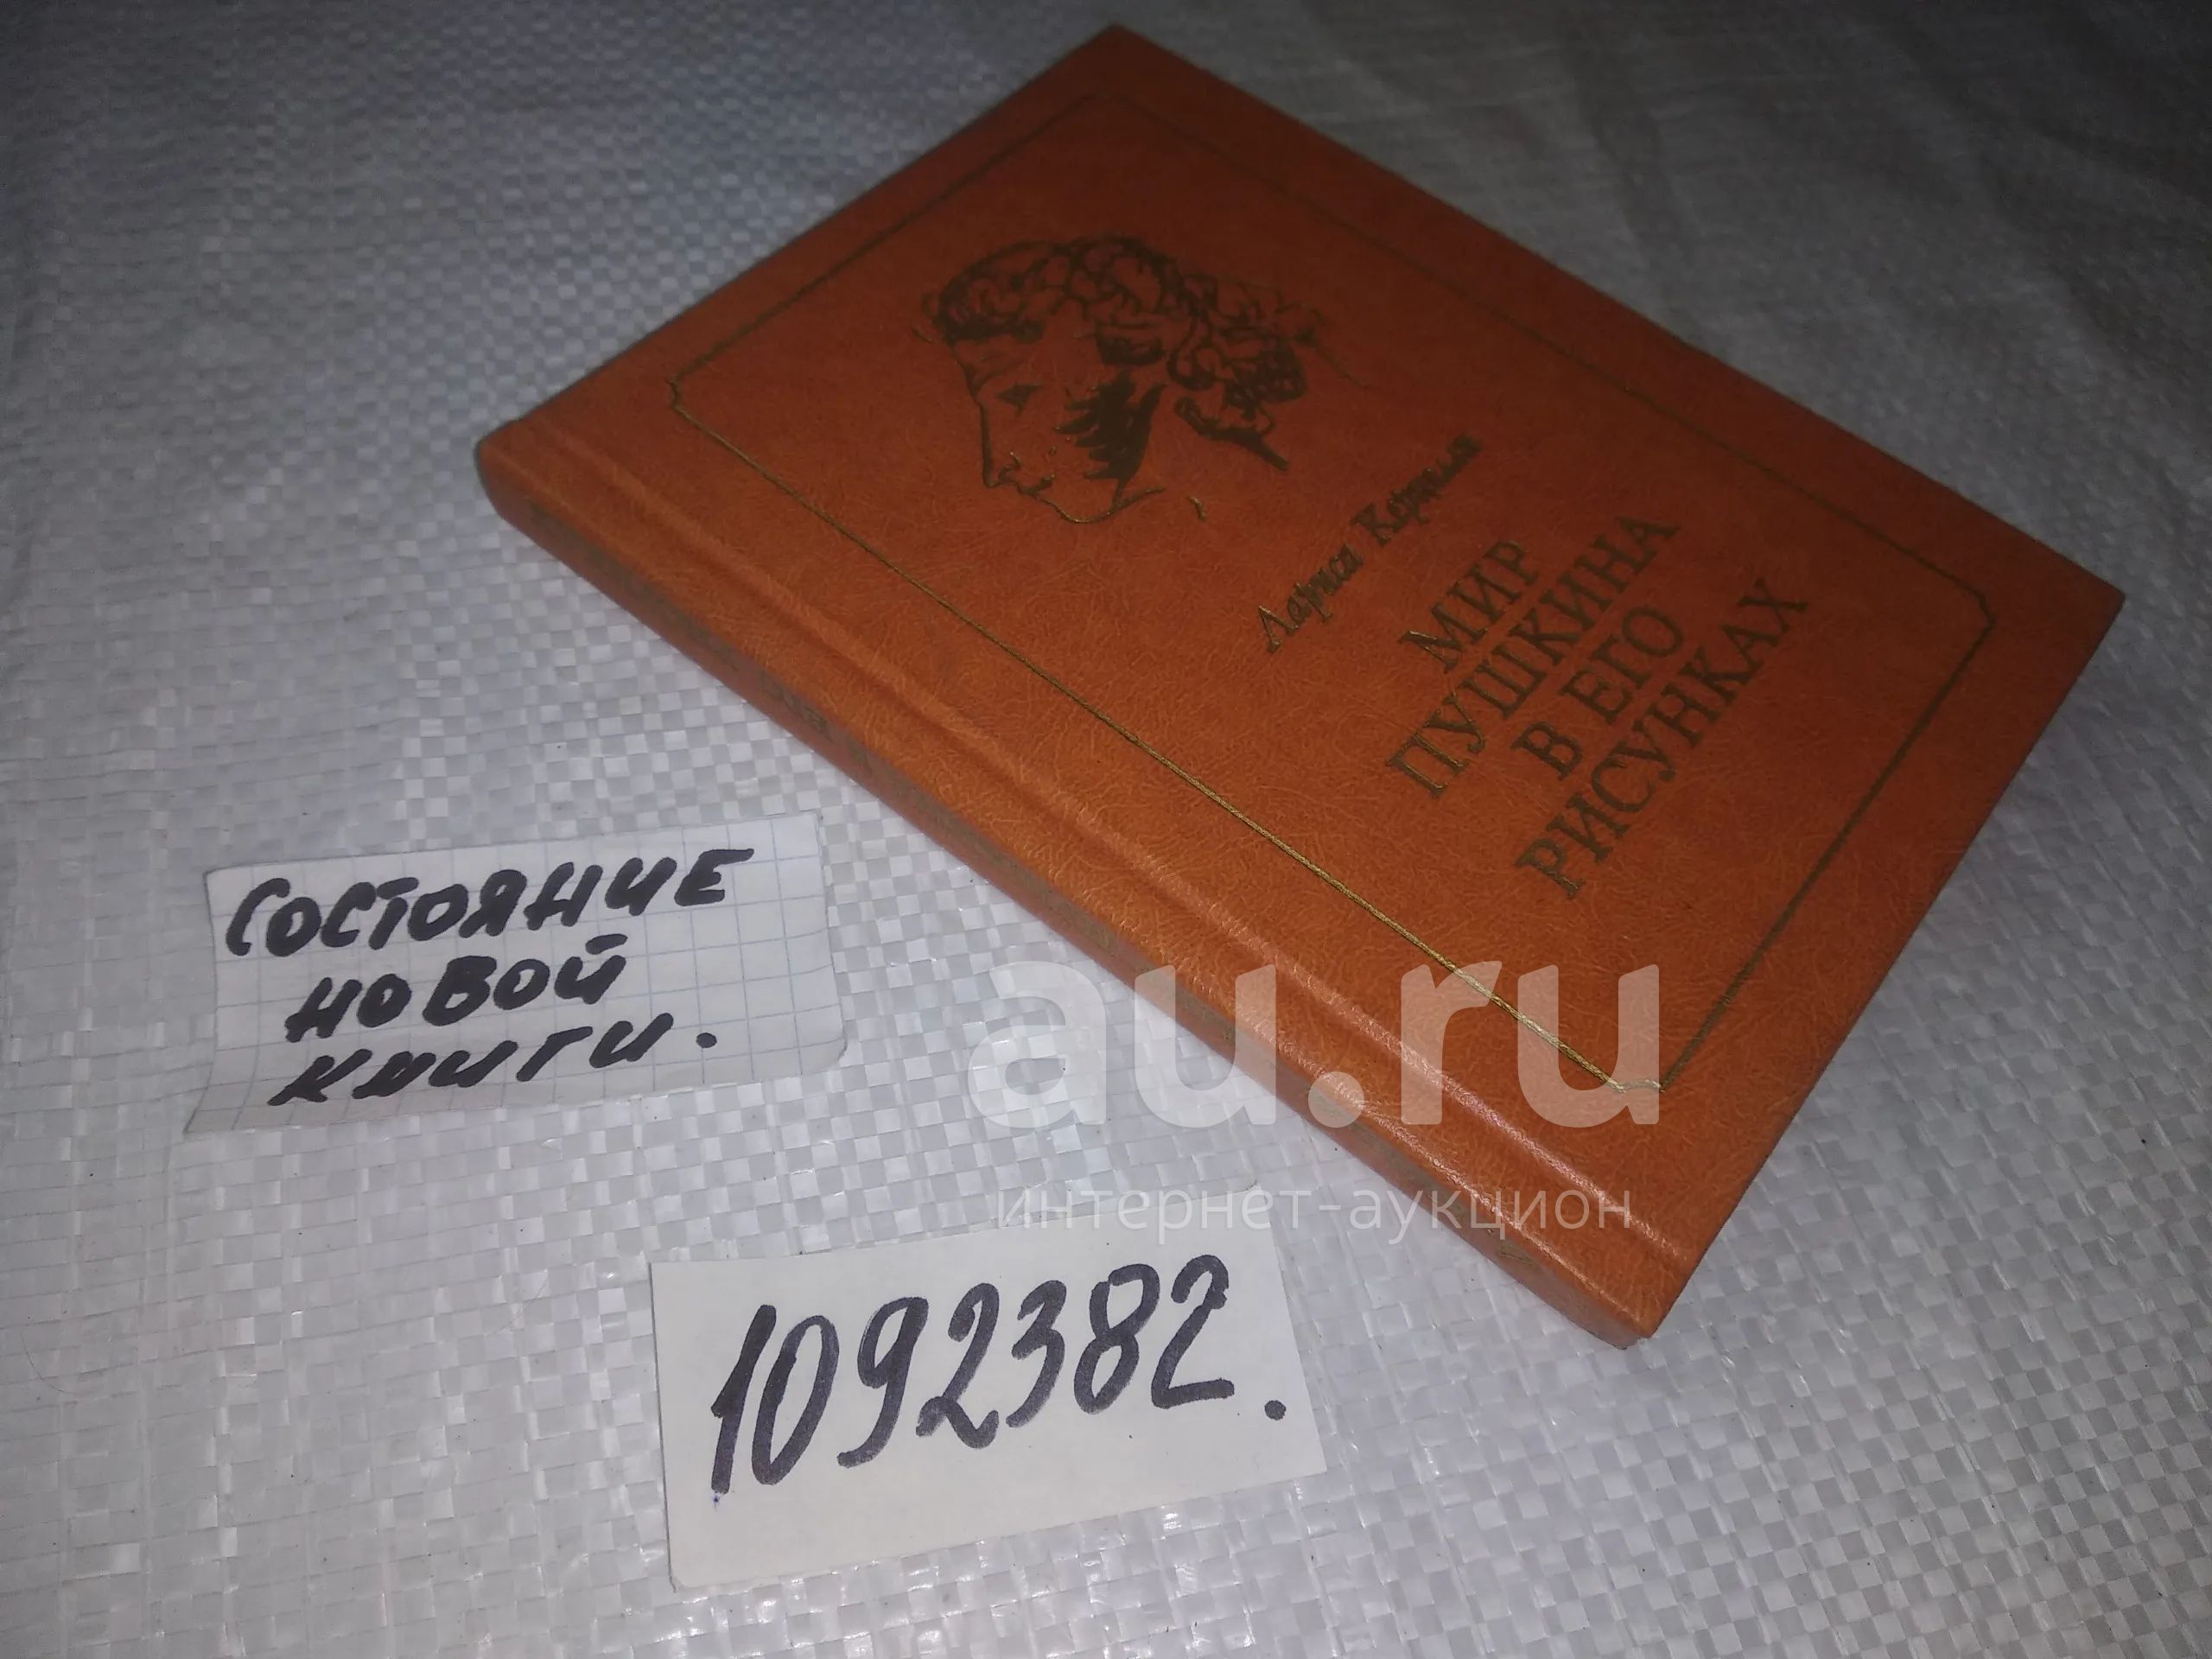 Лариса Керцелли
МИР
ПУШКИНА
В ЕГО
РИСУНКАХ
СОСТОЯНИЕ
НОВОЙ
КНИГИ.
au.ru
интернет-аукцион
1092382.